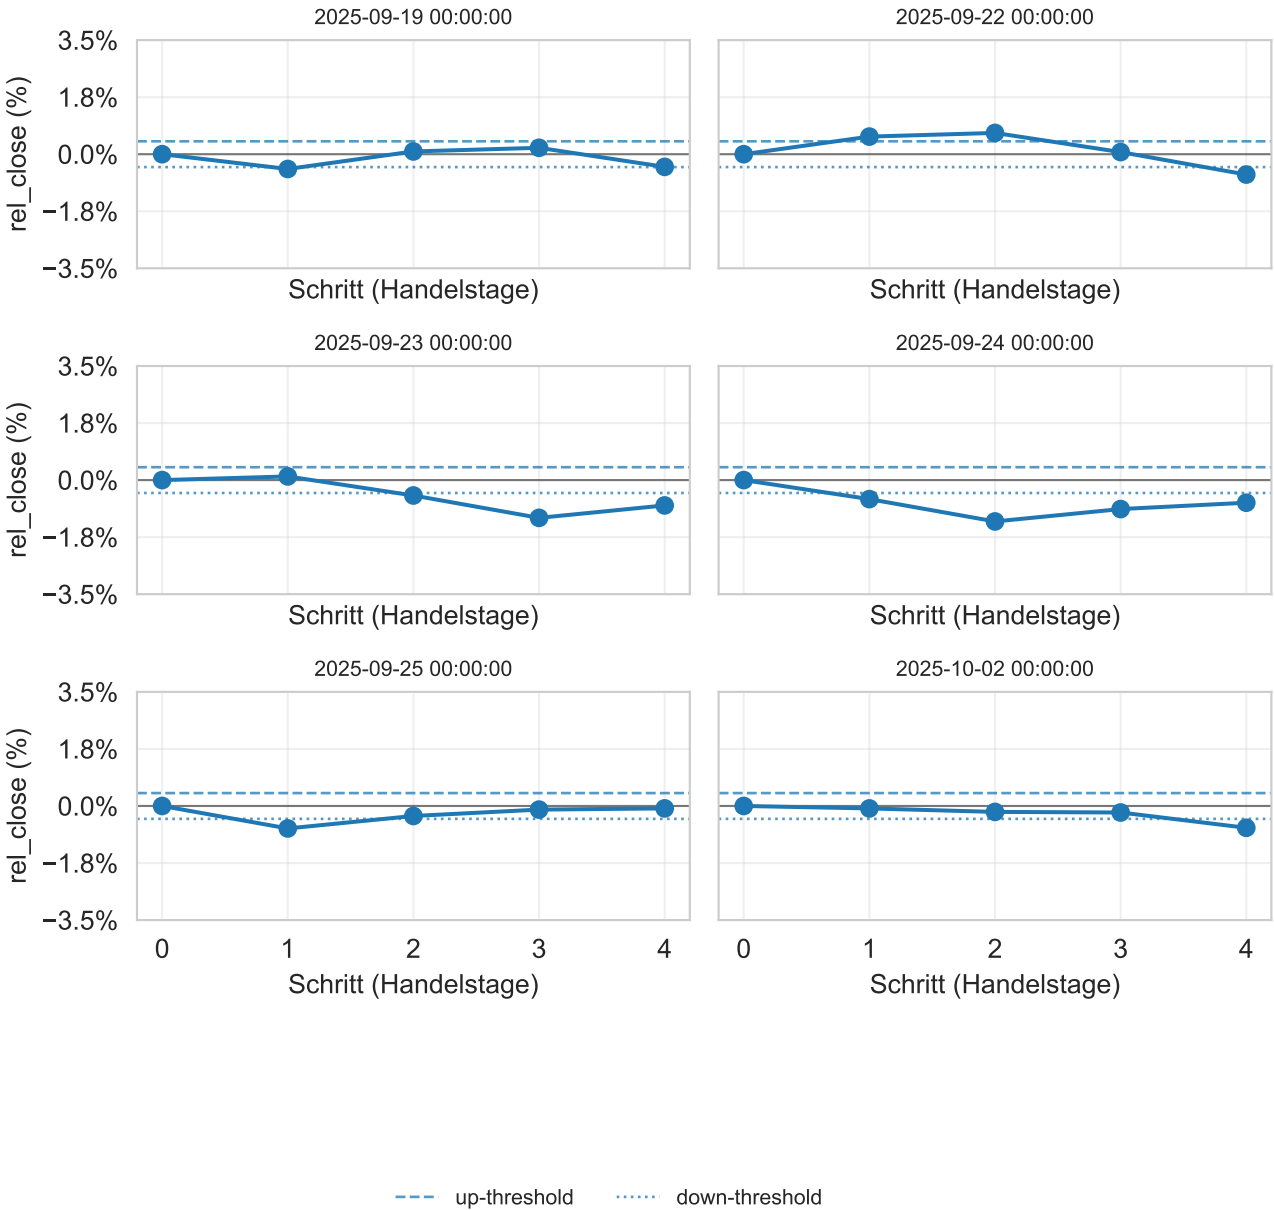 2025-09-19 00:00:00
2025-09-22 00:00:00
3.5%
1.8%
0.0%
−1.8%
−3.5%
rel_close (%)
Schritt (Handelstage)
Schritt (Handelstage)
2025-09-23 00:00:00
2025-09-24 00:00:00
3.5%
1.8%
0.0%
−1.8%
−3.5%
rel_close (%)
Schritt (Handelstage)
Schritt (Handelstage)
2025-09-25 00:00:00
2025-10-02 00:00:00
3.5%
1.8%
0.0%
−1.8%
−3.5%
rel_close (%)
0 1 2 3 4
0 1 2 3 4
Schritt (Handelstage)
Schritt (Handelstage)
up-threshold
down-threshold